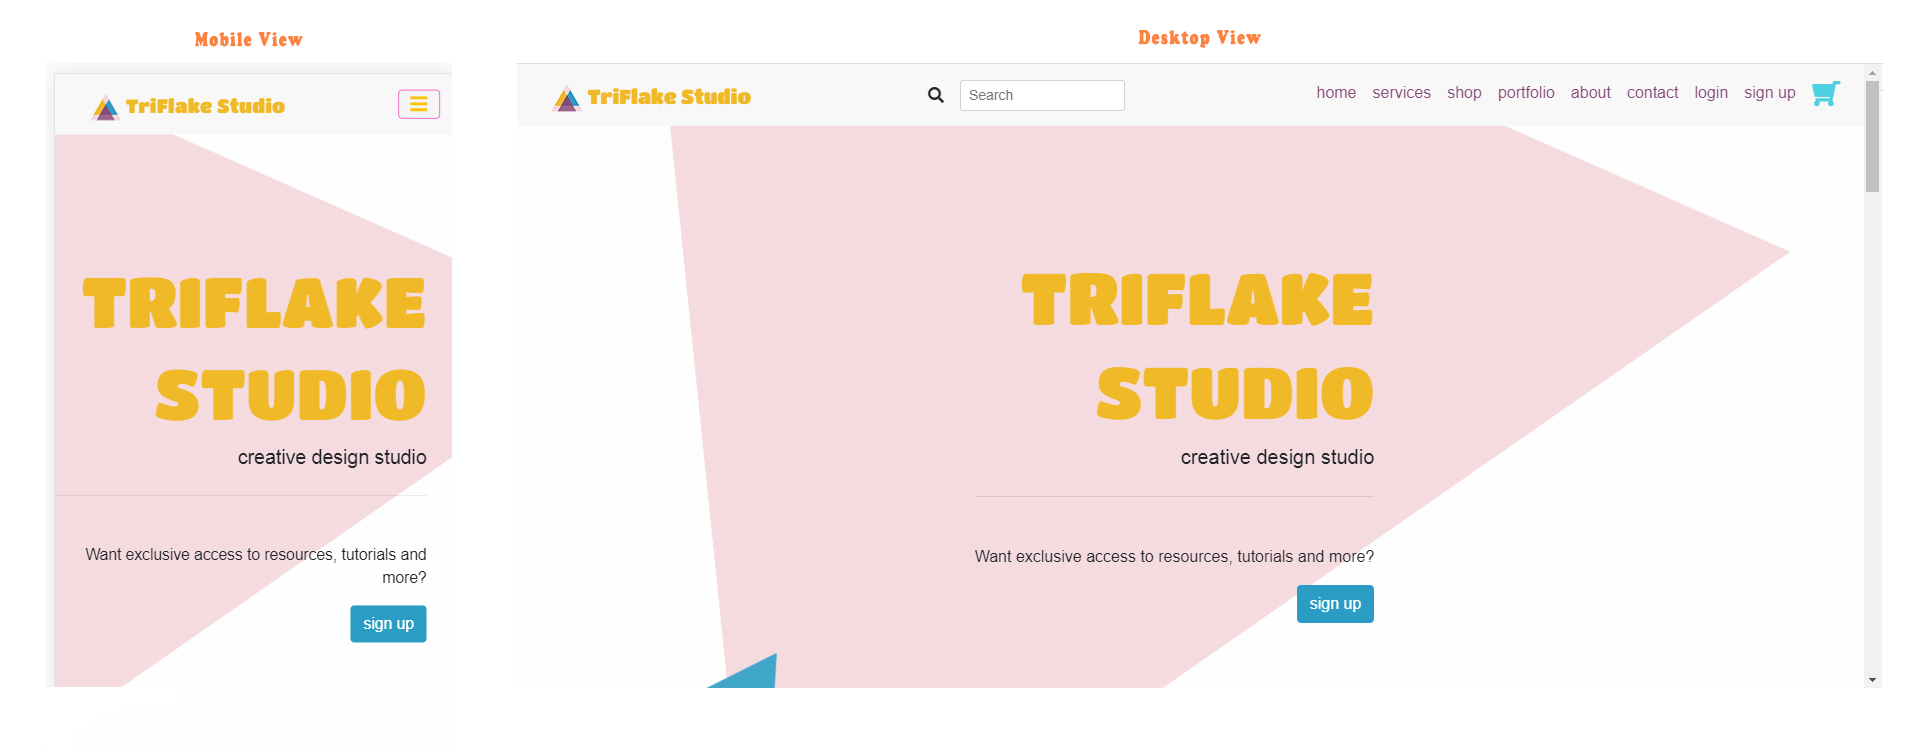 Mobile View
TriFlake Studio
TRIFLAKE
STUDIO
creative design studio
Want exclusive access to resources, tutorials and
more?
sign up
Desktop View
TriFlake Studio
Search
home services shop portfolio about contact login sign up
TRIFLAKE
STUDIO
creative design studio
Want exclusive access to resources, tutorials and more?
sign up